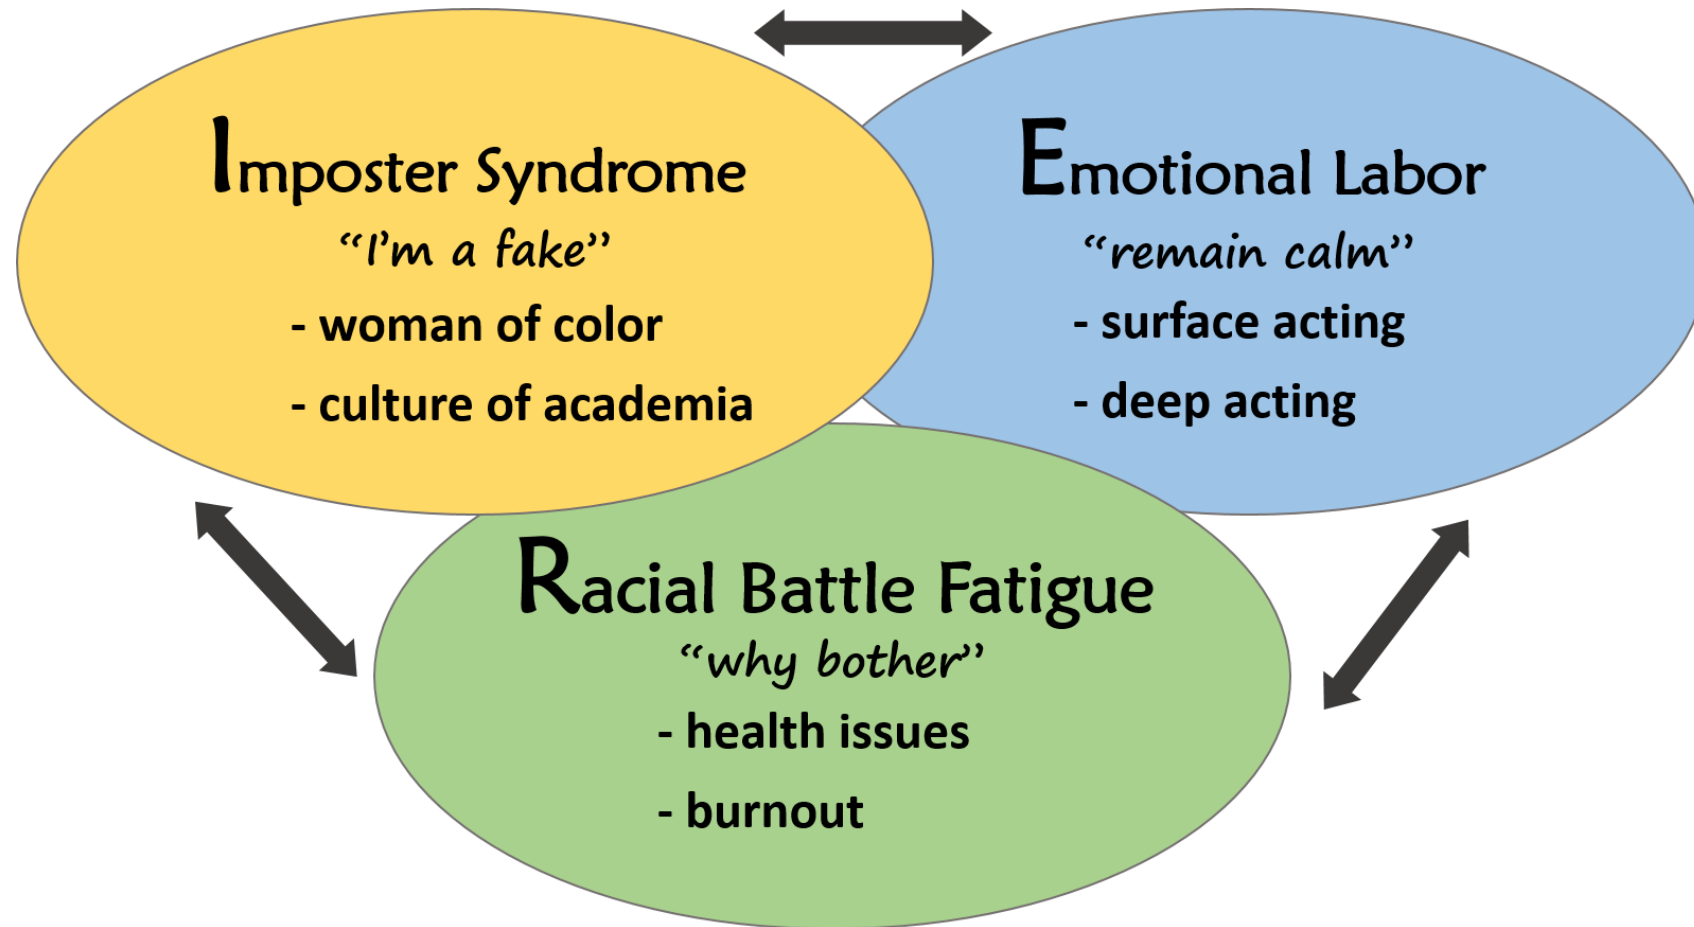 Imposter Syndrome
“I’m a fake”
- woman of color
- culture of academia
Emotional Labor
“remain calm”
- surface acting
- deep acting
Racial Battle Fatigue
“why bother”
- health issues
- burnout